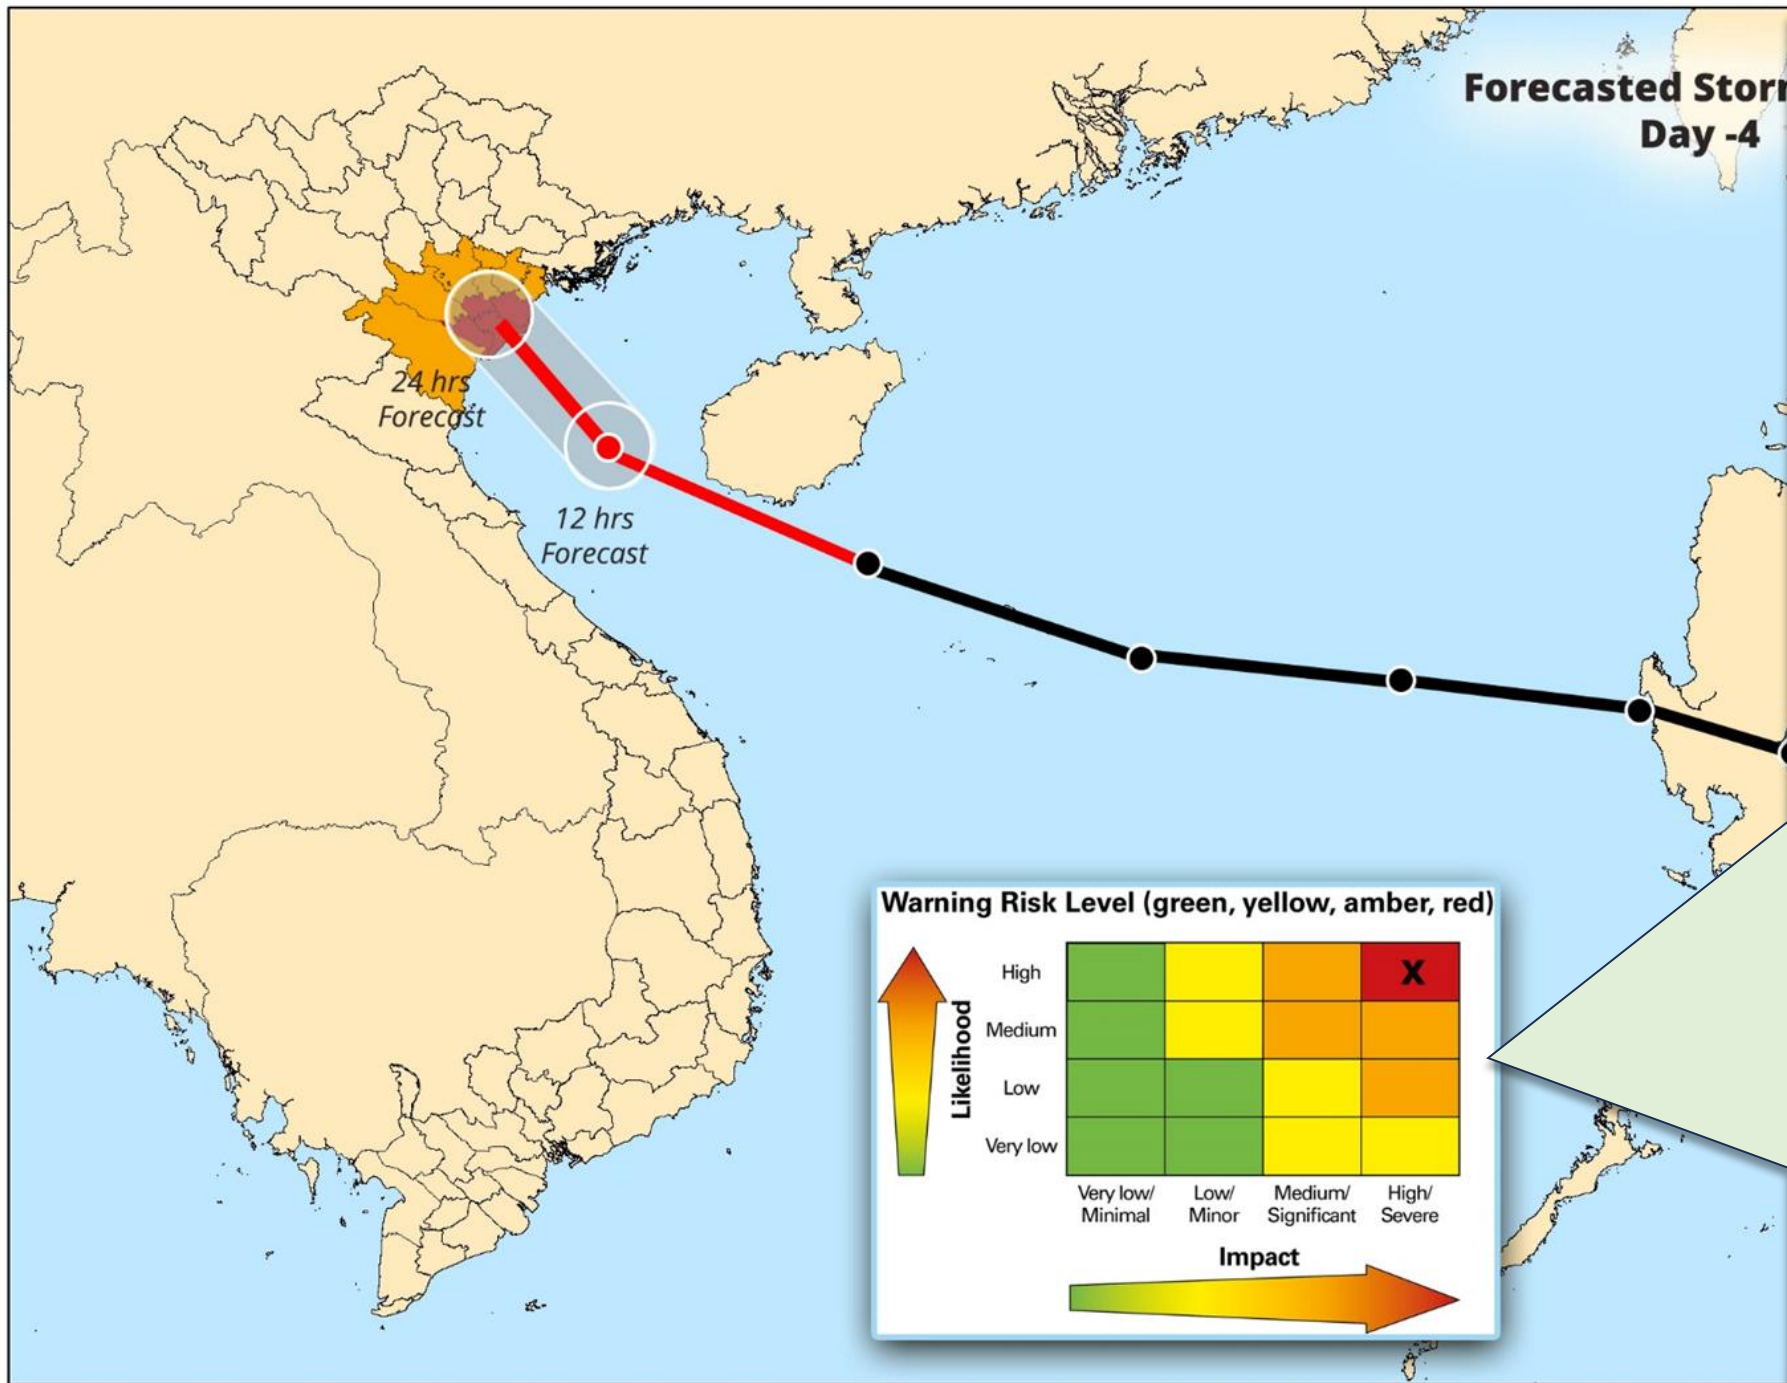 Forecasted Stor
Day -4
24 hrs
Forecast
12 hrs
Forecast
Warning Risk Level (green, yellow, amber, red)
Likelihood
High
X
Medium
Low
Very low
Very low/
Minimal
Low/
Minor
Medium/
Significant
High/
Severe
Impact